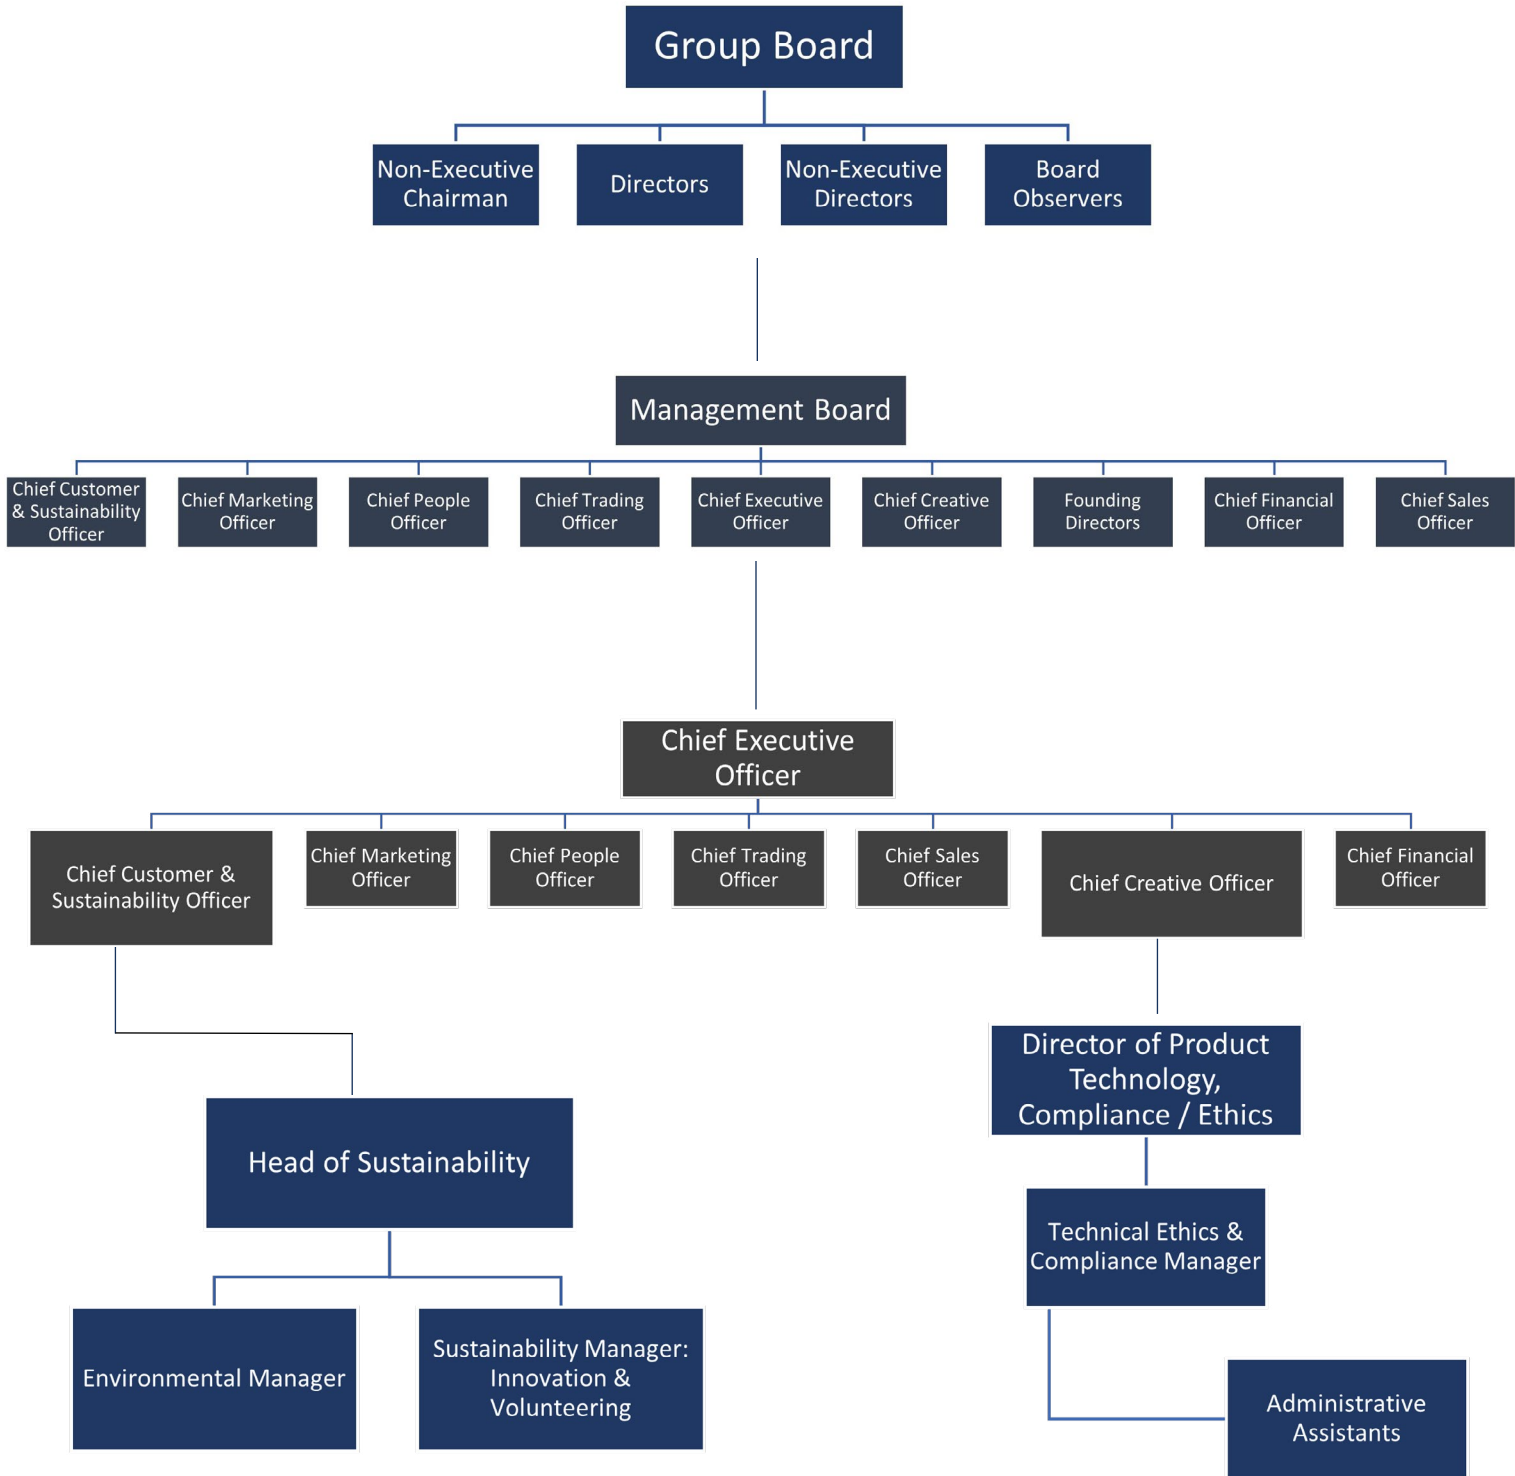 Group Board
Non-Executive
Chairman
Directors
Non-Executive
Directors
Board
Observers
Management Board
Chief Customer
& Sustainability
Officer
Chief Marketing
Officer
Chief People
Officer
Chief Trading
Officer
Chief Executive
Officer
Chief Creative
Officer
Founding
Directors
Chief Financial
Officer
Chief Sales
Officer
Chief Executive
Officer
Chief Customer &
Sustainability Officer
Chief Marketing
Officer
Chief People
Officer
Chief Trading
Officer
Chief Sales
Officer
Chief Creative Officer
Chief Financial
Officer
Head of Sustainability
Environmental Manager
Sustainability Manager:
Innovation &
Volunteering
Director of Product
Technology,
Compliance / Ethics
Technical Ethics &
Compliance Manager
Administrative
Assistants